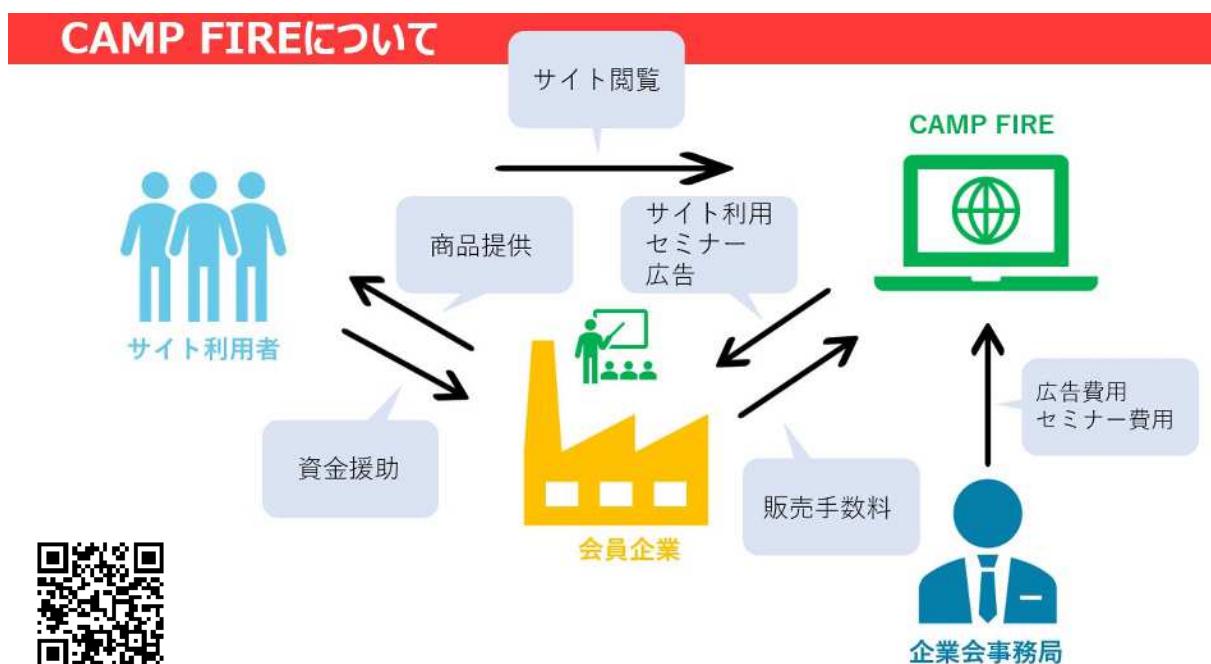 CAMP FIREについて
サイト閲覧
CAMP FIRE
商品提供
サイト利用
セミナー
広告
サイト利用者
資金援助
会員企業
販売手数料
広告費用
セミナー費用
企業会事務局